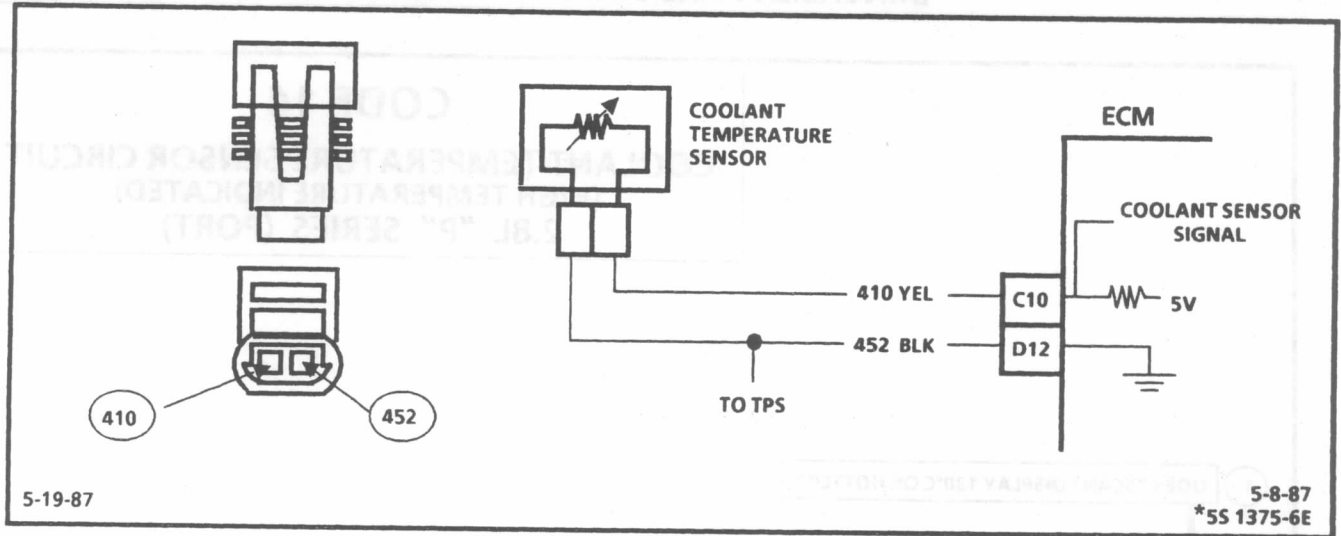 COOLANT
TEMPERATURE
SENSOR
ECM
COOLANT SENSOR
SIGNAL
410 YEL
C10
5V
452 BLK
D12
TO TPS
410
452
5-19-87
5-8-87
*5S 1375-6E